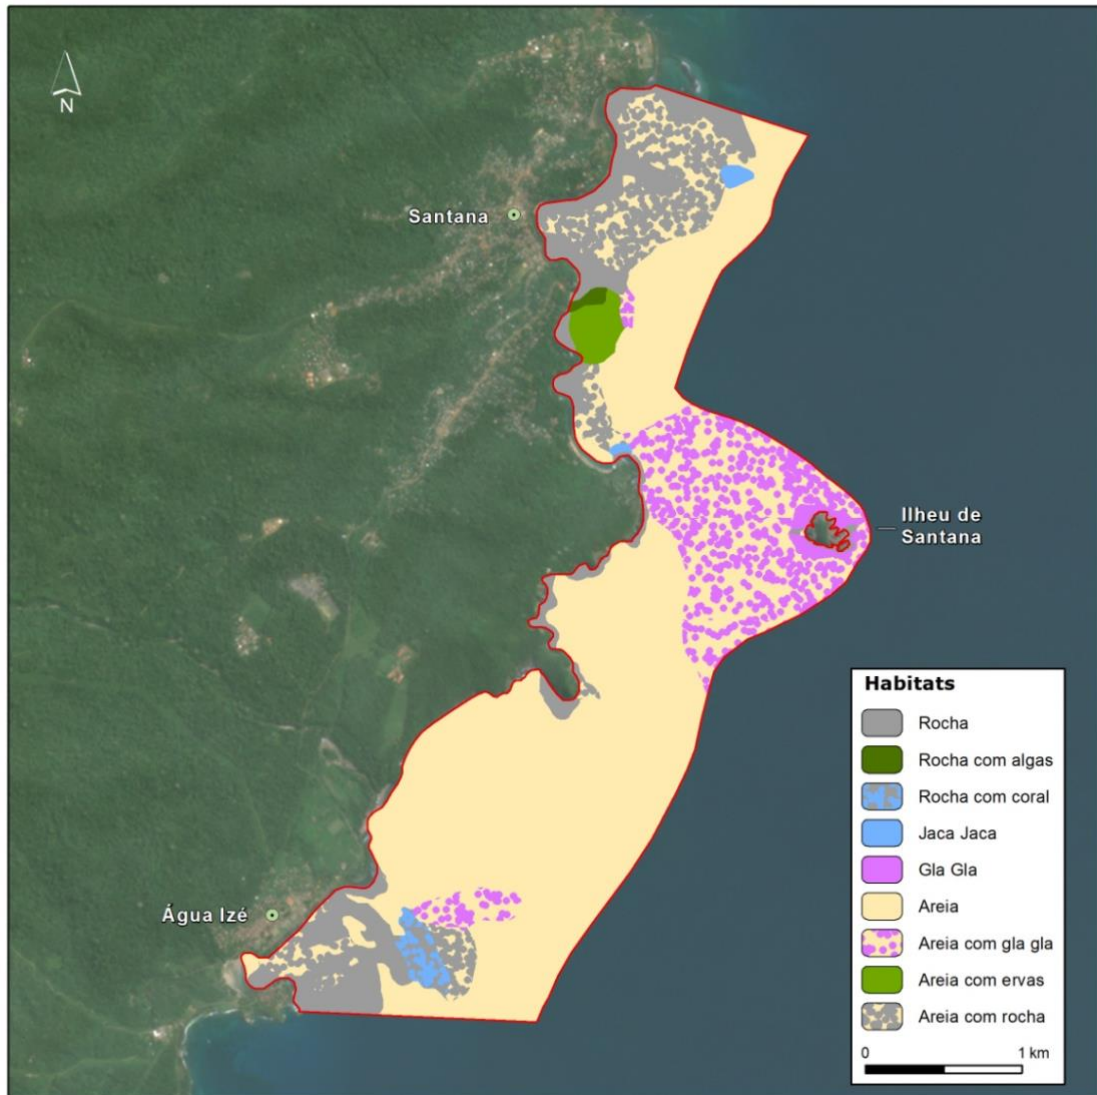 N
Santana
Ilheu de
Santana
Água Izé
Habitats
Rocha
Rocha com algas
Rocha com coral
Jaca Jaca
Gla Gla
Areia
Areia com gla gla
Areia com ervas
Areia com rocha
0 1 km